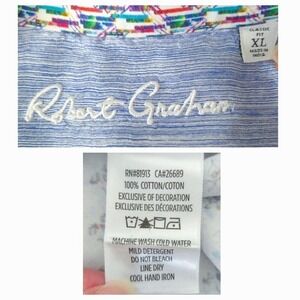 CLASSIC
FIT
XL
MADE IN
INDIA
Robert Graham
RN#81913 CA#26689
100% COTTON/COTON
EXCLUSIVE OF DECORATION
EXCLUSIVE DES DÉCORATIONS
MACHINE WASH COLD WATER
MILD DETERGENT
DO NOT BLEACH
LINE DRY
COOL HAND IRON